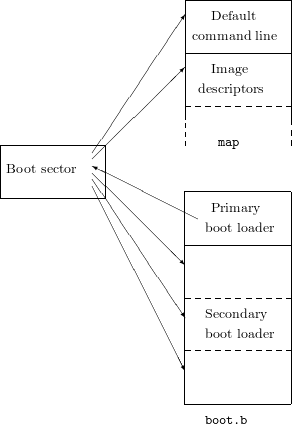 Default
command line
Image
descriptors
map
Boot sector
Primary
boot loader
Secondary
boot loader
boot.b